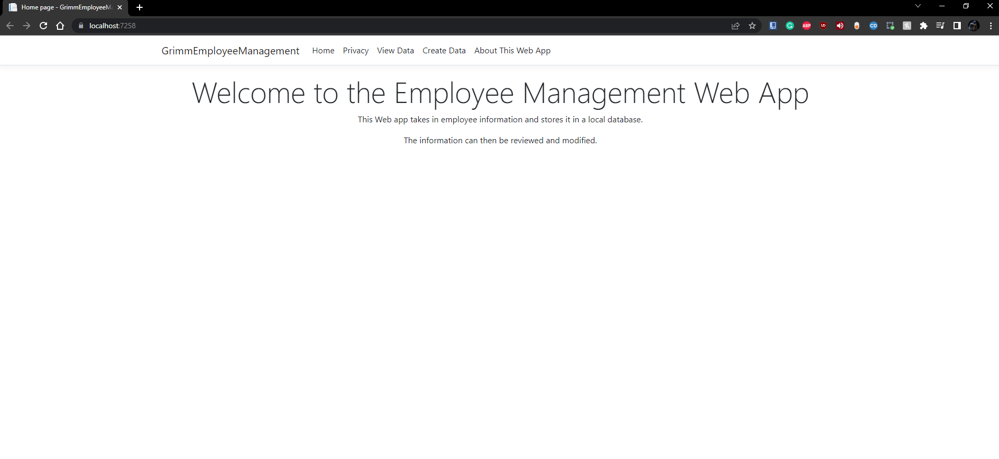 Home page - GrimmEmployeeM
localhost:7258
ABP
CD
GrimmEmployeeManagement Home Privacy View Data Create Data About This Web App
Welcome to the Employee Management Web App
This Web app takes in employee information and stores it in a local database.
The information can then be reviewed and modified.